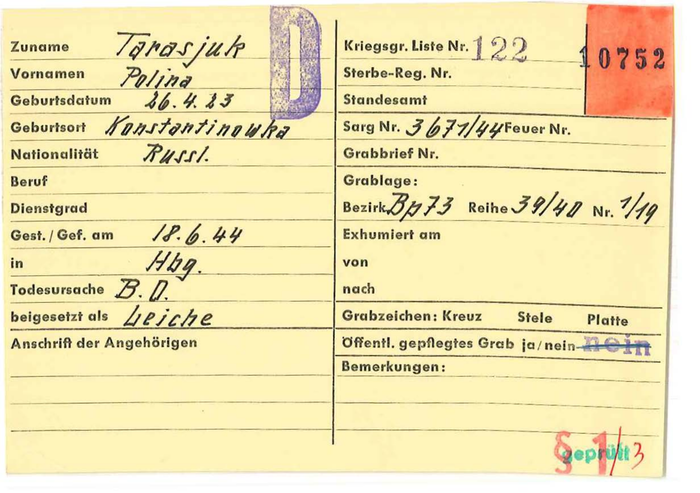 D
Zuname Tarasjuk
Vornamen Polina
Geburtsdatum 26.4.23
Geburtsort Konstantinowka
Nationalität Russl.
Beruf
Dienstgrad
Gest./Gef. am 18.6.44
in Hbg.
Todesursache B.D.
beigesetzt als Leiche
Anschrift der Angehörigen
Kriegsgr. Liste Nr. 122
10752
Sterbe-Reg. Nr.
Standesamt
Sarg Nr. 3671/44 Feuer Nr.
Grabbrief Nr.
Grablage:
Bezirk Bp73 Reihe 39/40 Nr. 1/19
Exhumiert am
von
nach
Grabzeichen: Kreuz Stele Platte
Öffentl. gepflegtes Grab ja/nein nein
Bemerkungen:
§ 1/3
geprüft